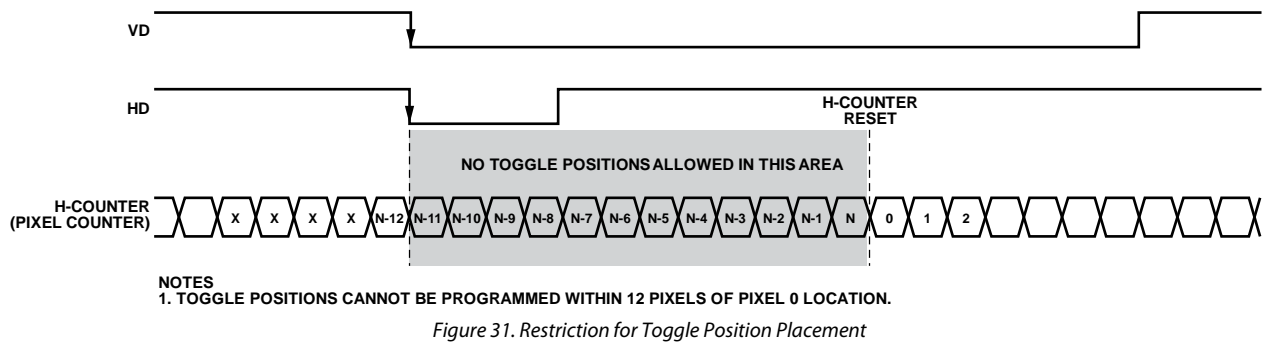 VD
HD
H-COUNTER
RESET
NO TOGGLE POSITIONS ALLOWED IN THIS AREA
H-COUNTER
(PIXEL COUNTER)
X X X X N-12 N-11 N-10 N-9 N-8 N-7 N-6 N-5 N-4 N-3 N-2 N-1 N 0 1 2
NOTES
1. TOGGLE POSITIONS CANNOT BE PROGRAMMED WITHIN 12 PIXELS OF PIXEL 0 LOCATION.
Figure 31. Restriction for Toggle Position Placement